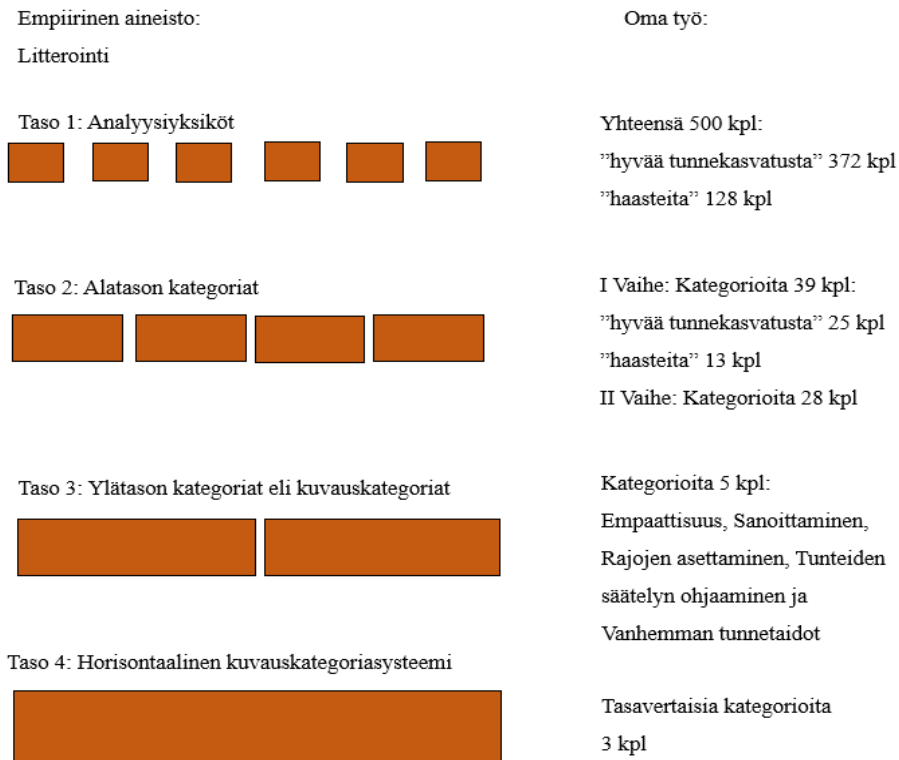 Empiirinen aineisto:
Oma työ:
Litterointi
Taso 1: Analyysiyksiköt
Yhteensä 500 kpl:
”hyvää tunnekasvatusta” 372 kpl
”haasteita” 128 kpl
Taso 2: Alatason kategoriat
I Vaihe: Kategorioita 39 kpl:
”hyvää tunnekasvatusta” 25 kpl
”haasteita” 13 kpl
II Vaihe: Kategorioita 28 kpl
Taso 3: Ylätason kategoriat eli kuvauskategoriat
Kategorioita 5 kpl:
Empaattisuus, Sanoittaminen,
Rajojen asettaminen, Tunteiden
säätelyn ohjaaminen ja
Vanhemman tunnetaidot
Taso 4: Horisontaalinen kuvauskategoriasysteemi
Tasavertaisia kategorioita
3 kpl